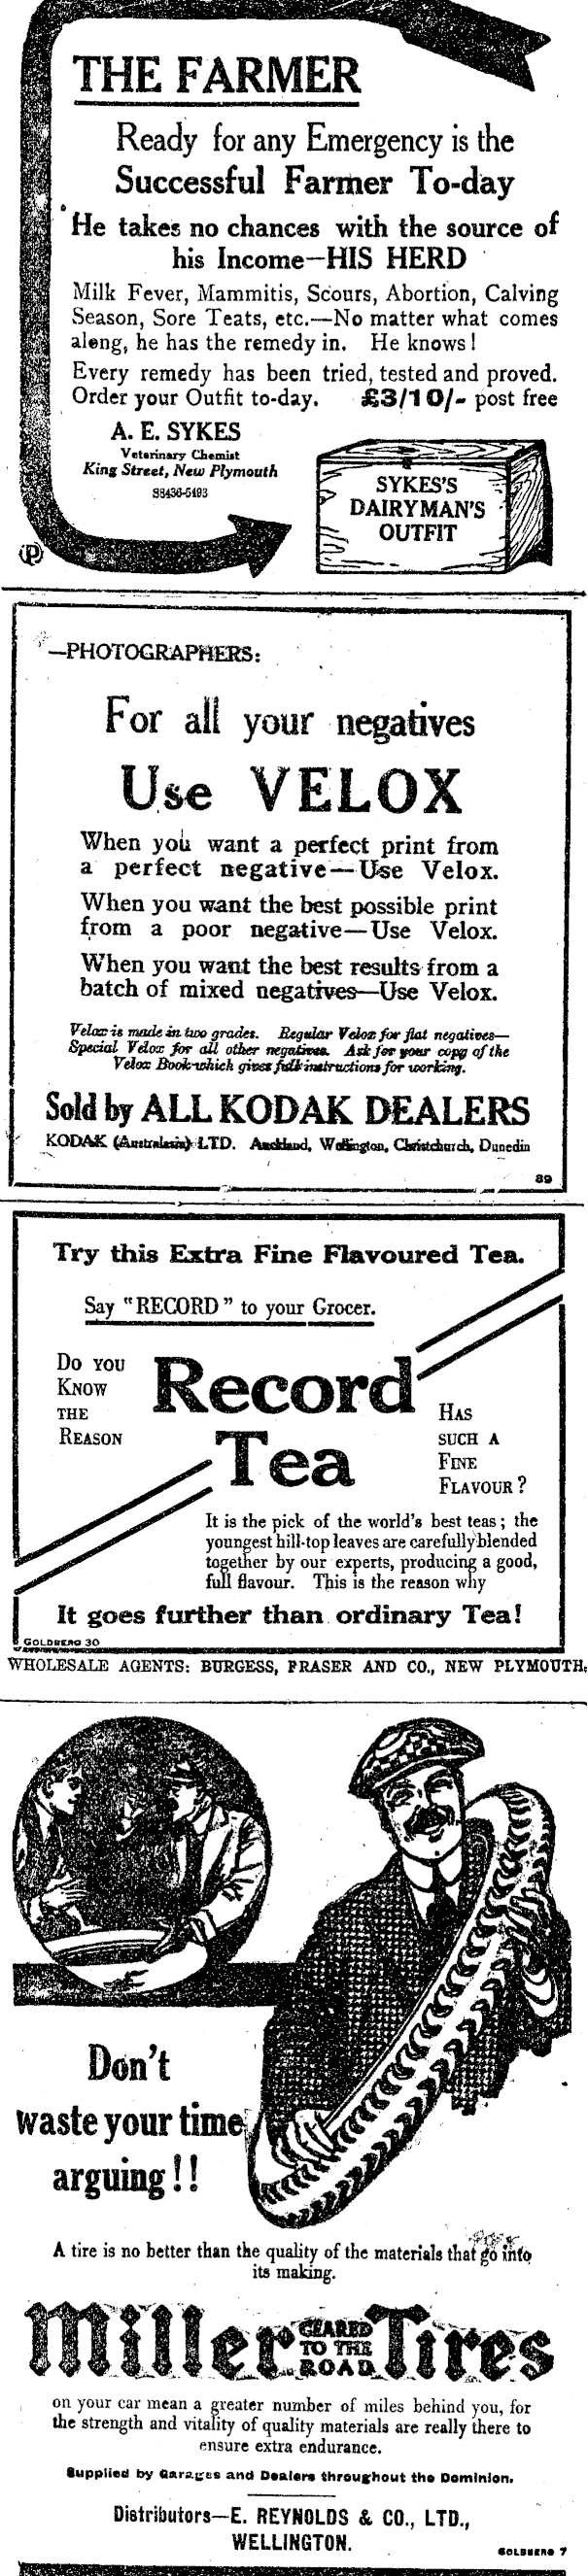 THE FARMER
Ready for any Emergency is the
Successful Farmer To-day
He takes no chances with the source of
his Income—HIS HERD
Milk Fever, Mammitis, Scours, Abortion, Calving
Season, Sore Teats, etc.—No matter what comes
aleng, he has the remedy in. He knows!
Every remedy has been tried, tested and proved.
Order your Outfit to-day. £3/10/- post free
A. E. SYKES
Veterinary Chemist
King Street, New Plymouth
SYKES'S
DAIRYMAN'S
OUTFIT
P
—PHOTOGRAPHERS:
For all your negatives
Use VELOX
When you want a perfect print from
a perfect negative—Use Velox.
When you want the best possible print
from a poor negative—Use Velox.
When you want the best results from a
batch of mixed negatives—Use Velox.
Velox is made in two grades. Regular Velox for flat negatives—
Special Velox for all other negatives. Ask for your copy of the
Velox Book which gives full instructions for working.
Sold by ALL KODAK DEALERS
KODAK (Australasia) LTD. Auckland, Wellington, Christchurch, Dunedin
89
Try this Extra Fine Flavoured Tea.
Say "RECORD" to your Grocer.
DO YOU
KNOW
THE
REASON
Record
Tea
HAS
SUCH A
FINE
FLAVOUR?
It is the pick of the world's best teas; the
youngest hill-top leaves are carefully blended
together by our experts, producing a good,
full flavour. This is the reason why
It goes further than ordinary Tea!
GOLDBERG 30
WHOLESALE AGENTS: BURGESS, FRASER AND CO., NEW PLYMOUTH.
Don't
waste your time
arguing!!
A tire is no better than the quality of the materials that go into
its making.
Miller GEARED TO THE ROAD Tires
on your car mean a greater number of miles behind you, for
the strength and vitality of quality materials are really there to
ensure extra endurance.
Supplied by Garages and Dealers throughout the Dominion.
Distributors—E. REYNOLDS & CO., LTD.,
WELLINGTON.
GOLDBERG 7